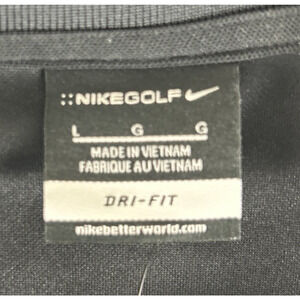 ::NIKEGOLF
L G G
MADE IN VIETNAM
FABRIQUE AU VIETNAM
DRI-FIT
nikebetterworld.com